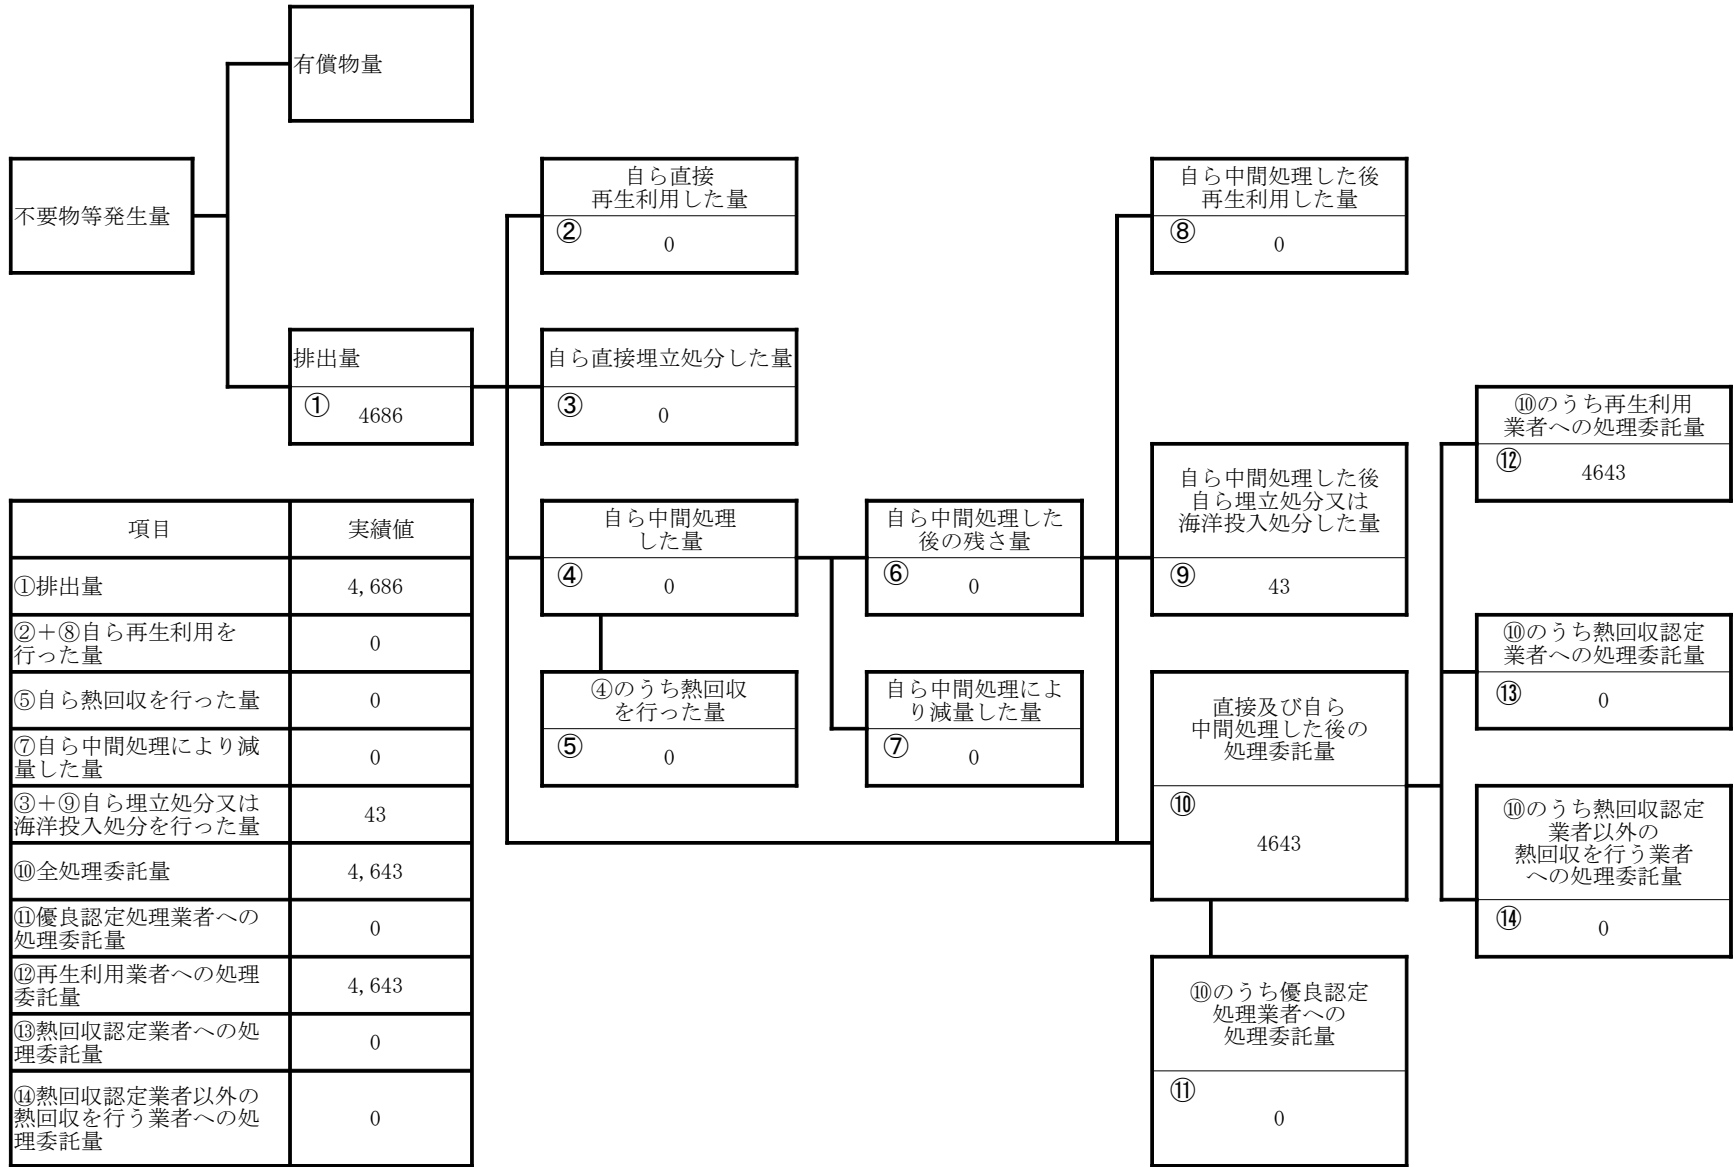 有償物量
不要物等発生量
自ら直接
再生利用した量
②
0
自ら中間処理した後
再生利用した量
⑧
0
排出量
①
4686
自ら直接埋立処分した量
③
0
⑩のうち再生利用
業者への処理委託量
⑫
4643
自ら中間処理
した量
④
0
自ら中間処理した
後の残さ量
⑥
0
自ら中間処理した後
自ら埋立処分又は
海洋投入処分した量
⑨
43
⑩のうち熱回収認定
業者への処理委託量
⑬
0
④のうち熱回収
を行った量
⑤
0
自ら中間処理によ
り減量した量
⑦
0
直接及び自ら
中間処理した後の
処理委託量
⑩
4643
⑩のうち熱回収認定
業者以外の
熱回収を行う業者
への処理委託量
⑭
0
⑩のうち優良認定
処理業者への
処理委託量
⑪
0
項目 実績値
①排出量 4,686
②＋⑧自ら再生利用を
行った量 0
⑤自ら熱回収を行った量 0
⑦自ら中間処理により減
量した量 0
③＋⑨自ら埋立処分又は
海洋投入処分を行った量 43
⑩全処理委託量 4,643
⑪優良認定処理業者への
処理委託量 0
⑫再生利用業者への処理
委託量 4,643
⑬熱回収認定業者への処
理委託量 0
⑭熱回収認定業者以外の
熱回収を行う業者への処
理委託量 0